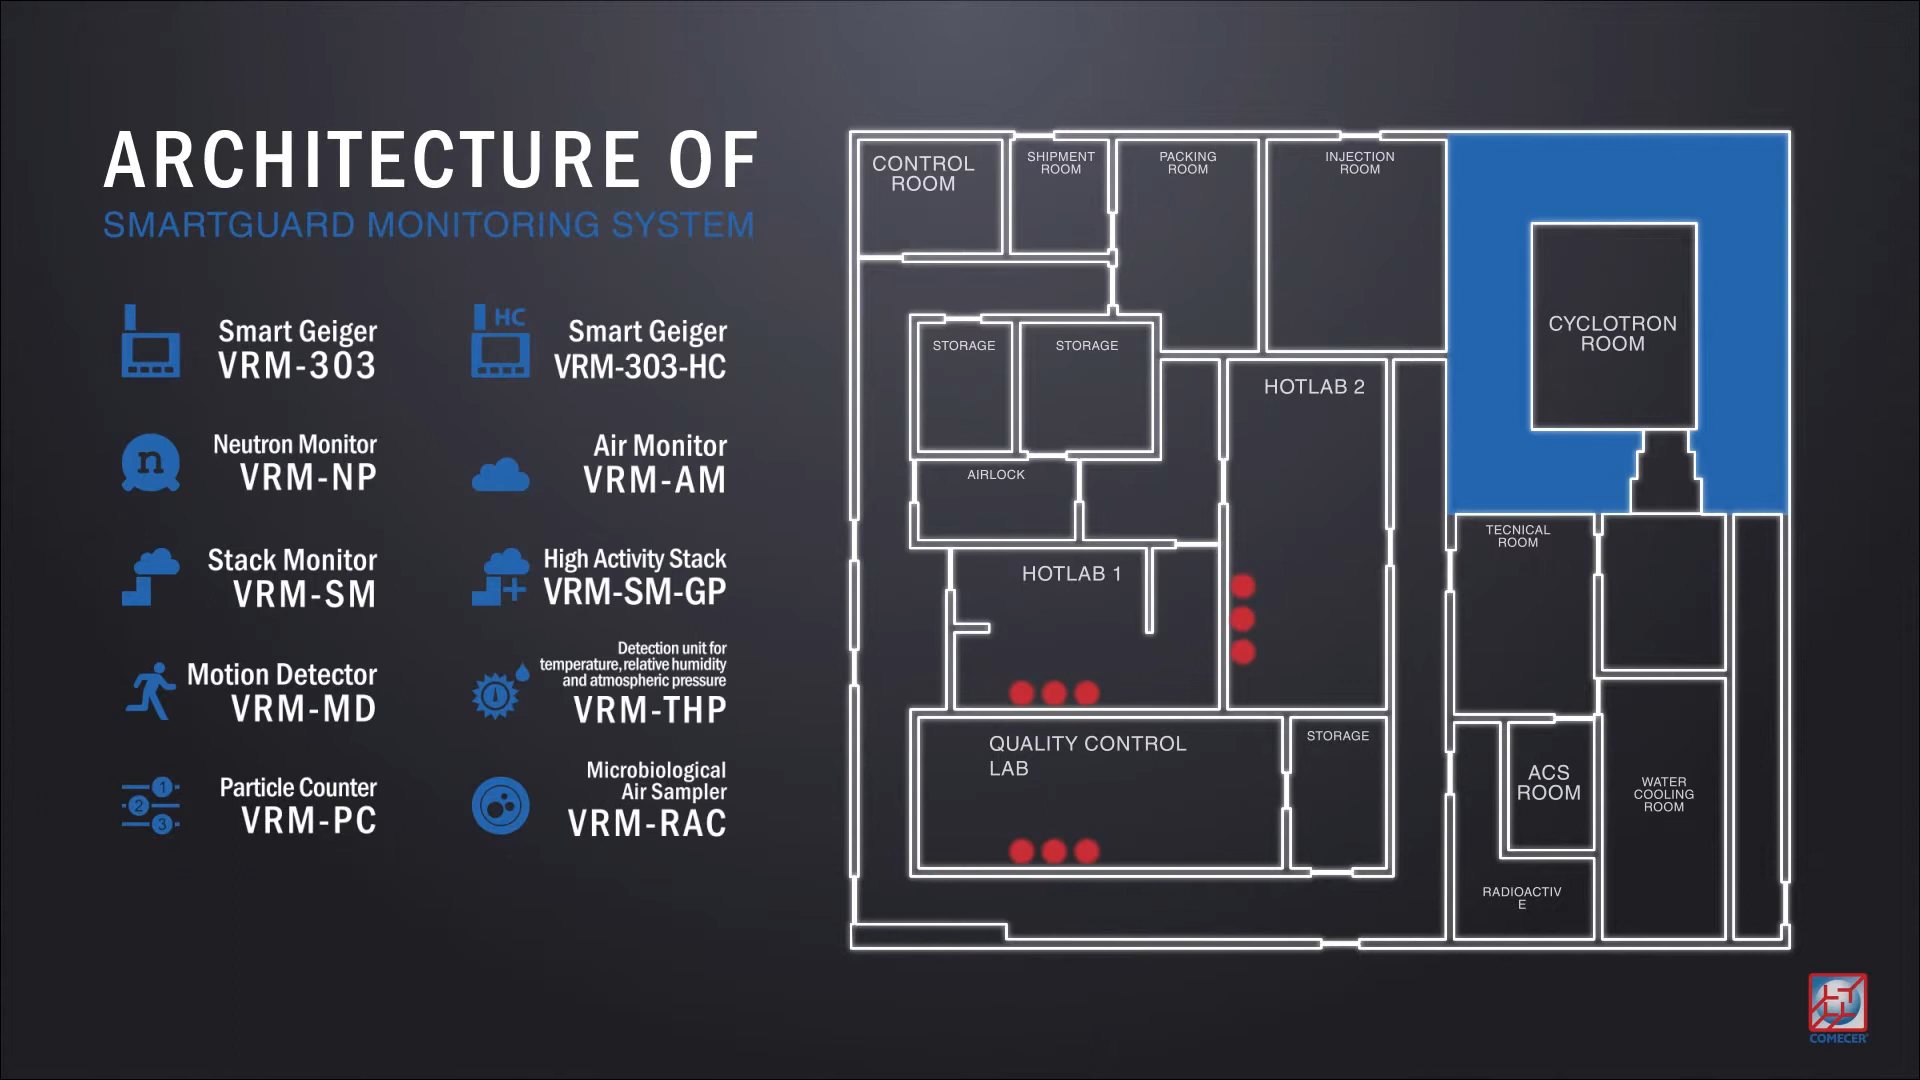 ARCHITECTURE OF
SMARTGUARD MONITORING SYSTEM
Smart Geiger
VRM-303
HC
Smart Geiger
VRM-303-HC
n
Neutron Monitor
VRM-NP
Air Monitor
VRM-AM
Stack Monitor
VRM-SM
High Activity Stack
VRM-SM-GP
Motion Detector
VRM-MD
Detection unit for
temperature, relative humidity
and atmospheric pressure
VRM-THP
1
2
3
Particle Counter
VRM-PC
Microbiological
Air Sampler
VRM-RAC
CONTROL
ROOM
SHIPMENT
ROOM
PACKING
ROOM
INJECTION
ROOM
CYCLOTRON
ROOM
STORAGE
STORAGE
HOTLAB 2
AIRLOCK
TECNICAL
ROOM
HOTLAB 1
QUALITY CONTROL
LAB
STORAGE
ACS
ROOM
WATER
COOLING
ROOM
RADIOACTIV
E
COMECER